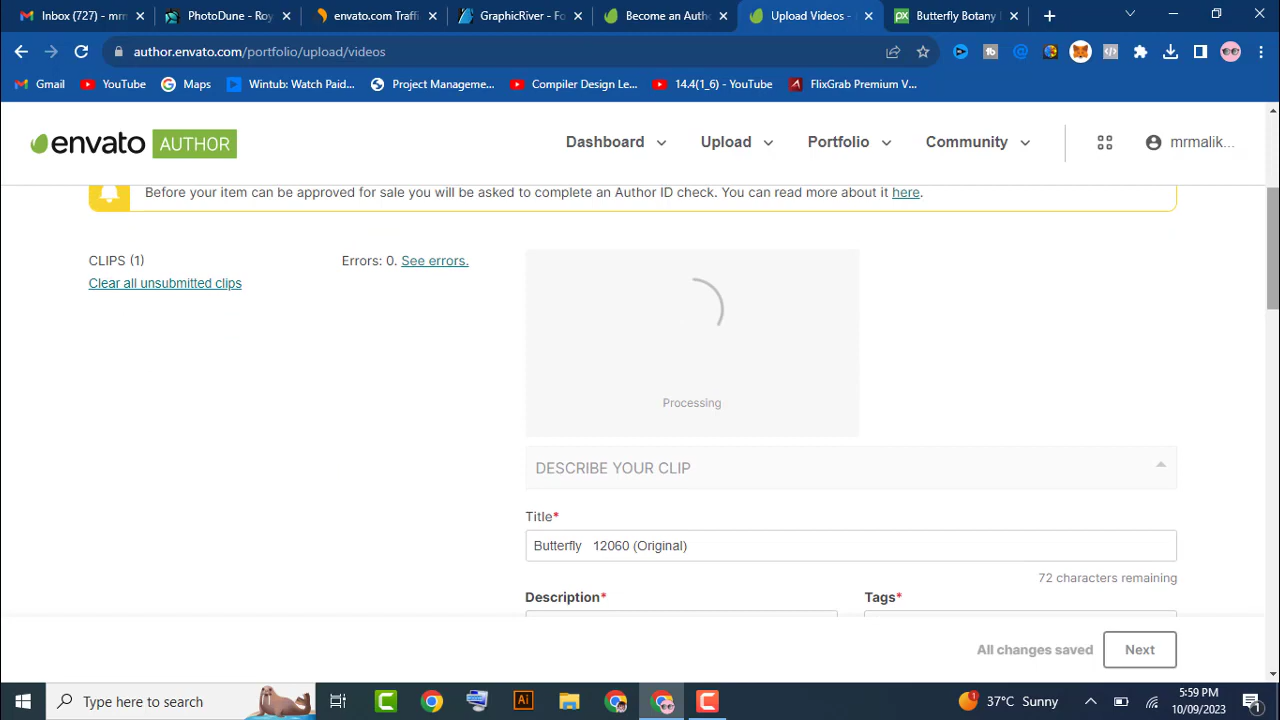 Inbox (727) - m
PhotoDune - Roy
envato.com Traffi
GraphicRiver - Fo
Become an Autho
Upload Videos -
px Butterfly Botany
author.envato.com/portfolio/upload/videos
Gmail
YouTube
Maps
Wintub: Watch Paid...
Project Manageme...
Compiler Design Le...
14.4(1_6) - YouTube
FlixGrab Premium V...
envato AUTHOR
Dashboard
Upload
Portfolio
Community
mrmalik...
Before your item can be approved for sale you will be asked to complete an Author ID check. You can read more about it here.
CLIPS (1)
Errors: 0. See errors.
Clear all unsubmitted clips
Processing
DESCRIBE YOUR CLIP
Title*
Butterfly 12060 (Original)
72 characters remaining
Description*
Tags*
All changes saved
Next
Type here to search
Ai
1
37°C Sunny
5:59 PM
10/09/2023
1